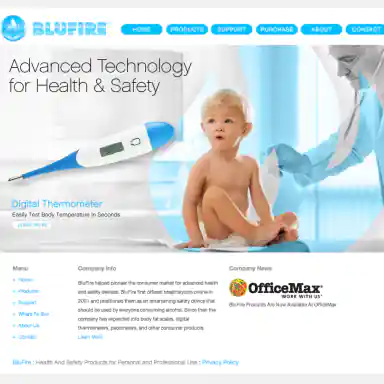 BLUFIRE
HOME PRODUCTS SUPPORT PURCHASE ABOUT CONTACT
Advanced Technology
for Health & Safety
Digital Thermometer
Easily Test Body Temperature In Seconds
LEARN MORE
Menu
Home
Products
Support
Where To Buy
About Us
Contact
Company Info
BluFire helped pioneer the consumer market for advanced health
and safety devices. BluFire first offered breathalyzers online in
2001 and positioned them as an entertaining safety device that
should be used by everyone consuming alcohol. Since then the
company has expanded into body fat scales, digital
thermometers, pedometers, and other consumer products.
Learn More
Company News
OfficeMax
WORK WITH US
BluFire Products Are Now Available At OfficeMax
BluFire : Health And Safety Products for Personal and Professional Use : Privacy Policy